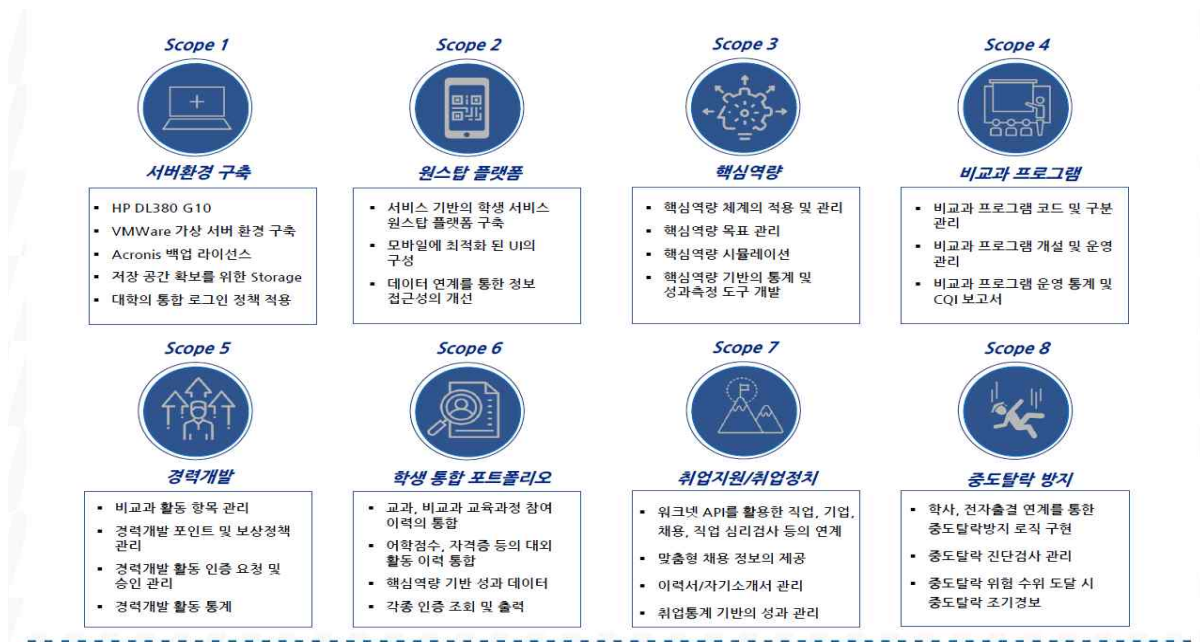 Scope 1
서버환경 구축
▪ HP DL380 G10
▪ VMWare 가상 서버 환경 구축
▪ Acronis 백업 라이선스
▪ 저장 공간 확보를 위한 Storage
▪ 대학의 통합 로그인 정책 적용
Scope 2
원스탑 플랫폼
▪ 서비스 기반의 학생 서비스
원스탑 플랫폼 구축
▪ 모바일에 최적화 된 UI의
구성
▪ 데이터 연계를 통한 정보
접근성의 개선
Scope 3
핵심역량
▪ 핵심역량 체계의 적용 및 관리
▪ 핵심역량 목표 관리
▪ 핵심역량 시뮬레이션
▪ 핵심역량 기반의 통계 및
성과측정 도구 개발
Scope 4
비교과 프로그램
▪ 비교과 프로그램 코드 및 구분
관리
▪ 비교과 프로그램 개설 및 운영
관리
▪ 비교과 프로그램 운영 통계 및
CQI 보고서
Scope 5
경력개발
▪ 비교과 활동 항목 관리
▪ 경력개발 포인트 및 보상정책
관리
▪ 경력개발 활동 인증 요청 및
승인 관리
▪ 경력개발 활동 통계
Scope 6
학생 통합 포트폴리오
▪ 교과, 비교과 교육과정 참여
이력의 통합
▪ 어학점수, 자격증 등의 대외
활동 이력 통합
▪ 핵심역량 기반 성과 데이터
▪ 각종 인증 조회 및 출력
Scope 7
취업지원/취업정치
▪ 워크넷 API를 활용한 직업, 기업,
채용, 직업 심리검사 등의 연계
▪ 맞춤형 채용 정보의 제공
▪ 이력서/자기소개서 관리
▪ 취업통계 기반의 성과 관리
Scope 8
중도탈락 방지
▪ 학사, 전자출결 연계를 통한
중도탈락방지 로직 구현
▪ 중도탈락 진단검사 관리
▪ 중도탈락 위험 수위 도달 시
중도탈락 조기경보